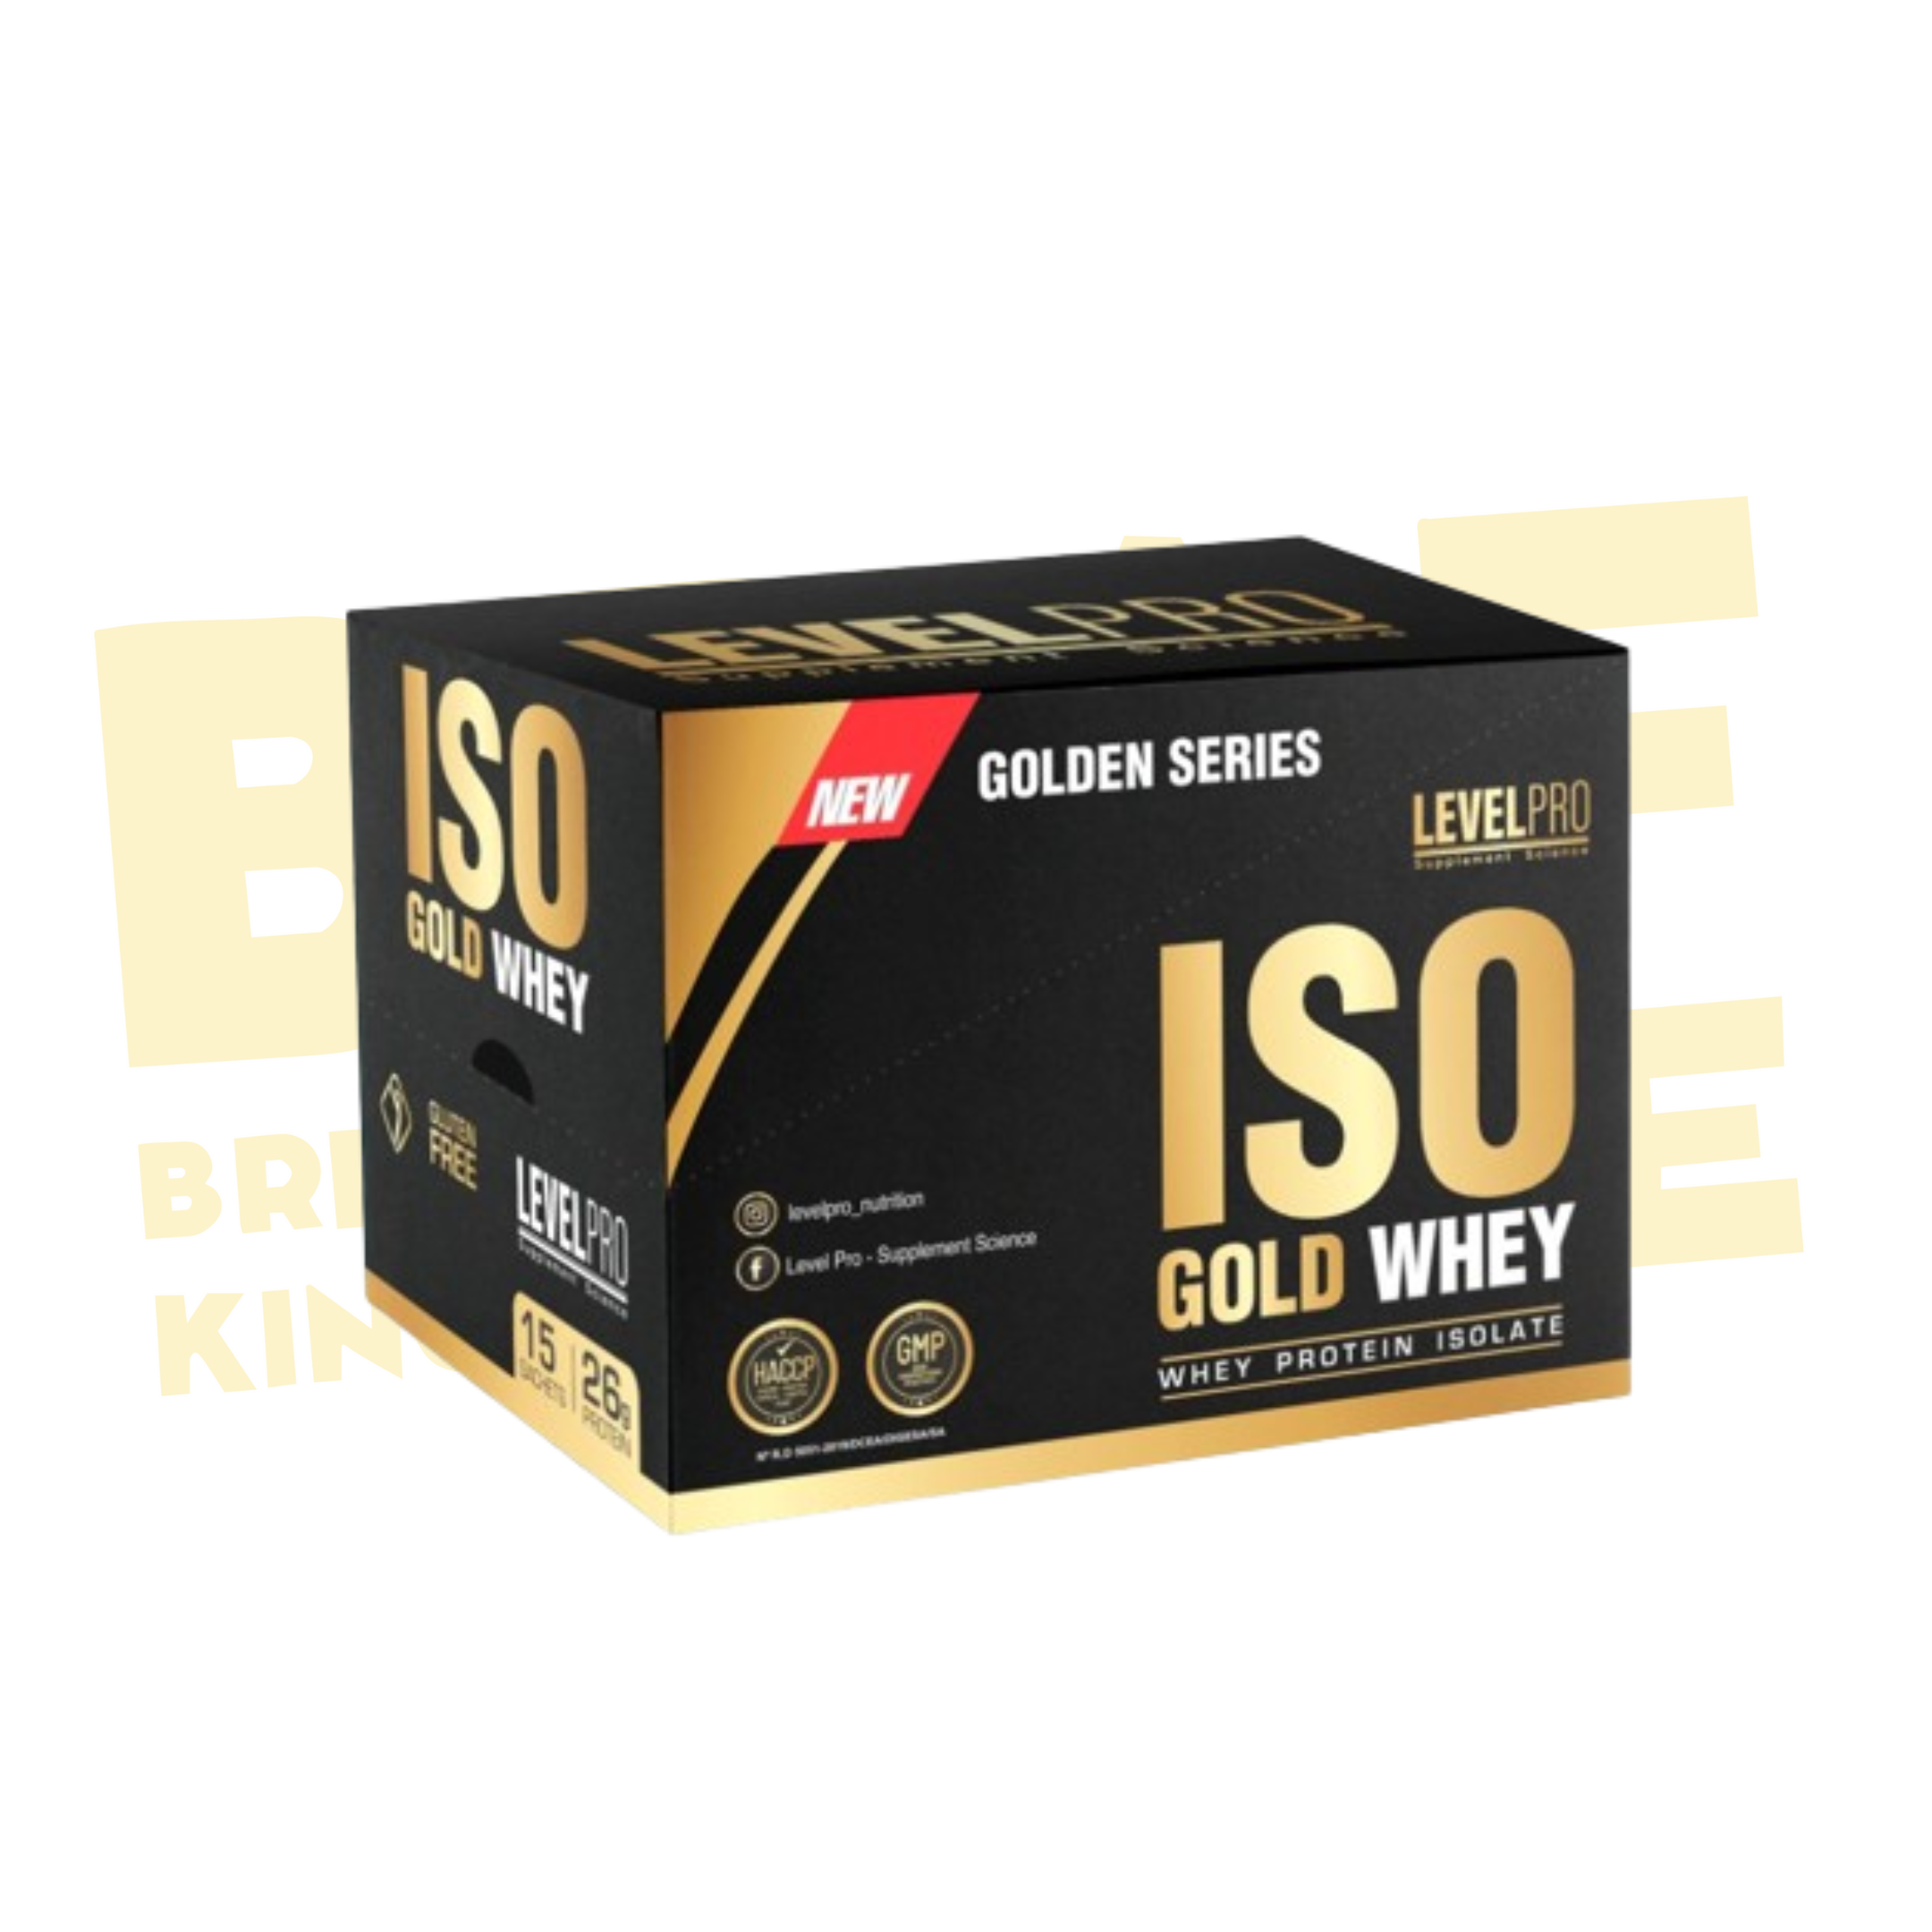 LEVELPRO
Supplement Science
ISO
GOLD WHEY
GLUTEN
FREE
LEVELPRO
Supplement Science
15
SACHETS
26g
PROTEIN
NEW
GOLDEN SERIES
LEVELPRO
Supplement Science
ISO
GOLD WHEY
WHEY PROTEIN ISOLATE
levelpro_nutrition
Level Pro - Supplement Science
HACCP
GMP